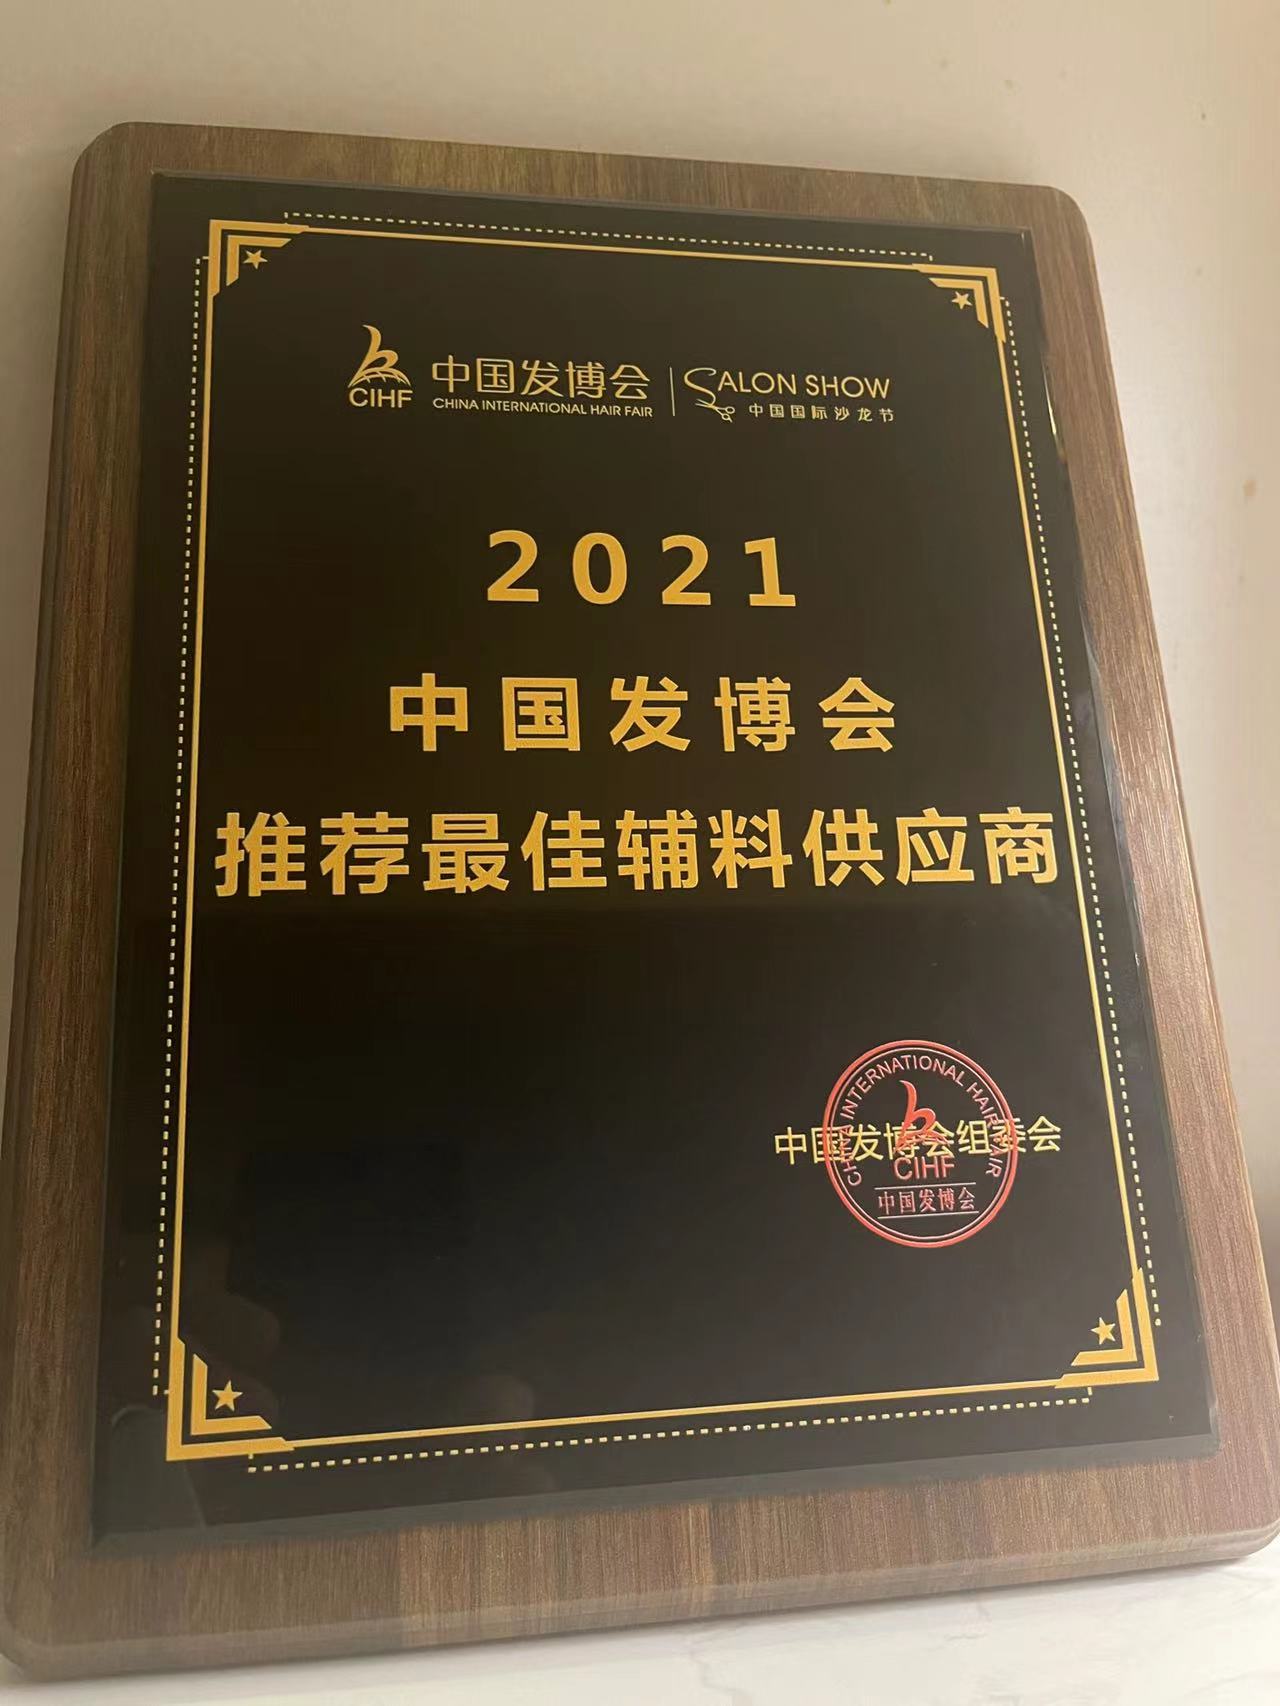 CIHF
中国发博会
CHINA INTERNATIONAL HAIR FAIR
SALON SHOW
中国国际沙龙节
2021
中国发博会
推荐最佳辅料供应商
中国发博会组委会
CHINA INTERNATIONAL HAIR FAIR
CIHF
中国发博会